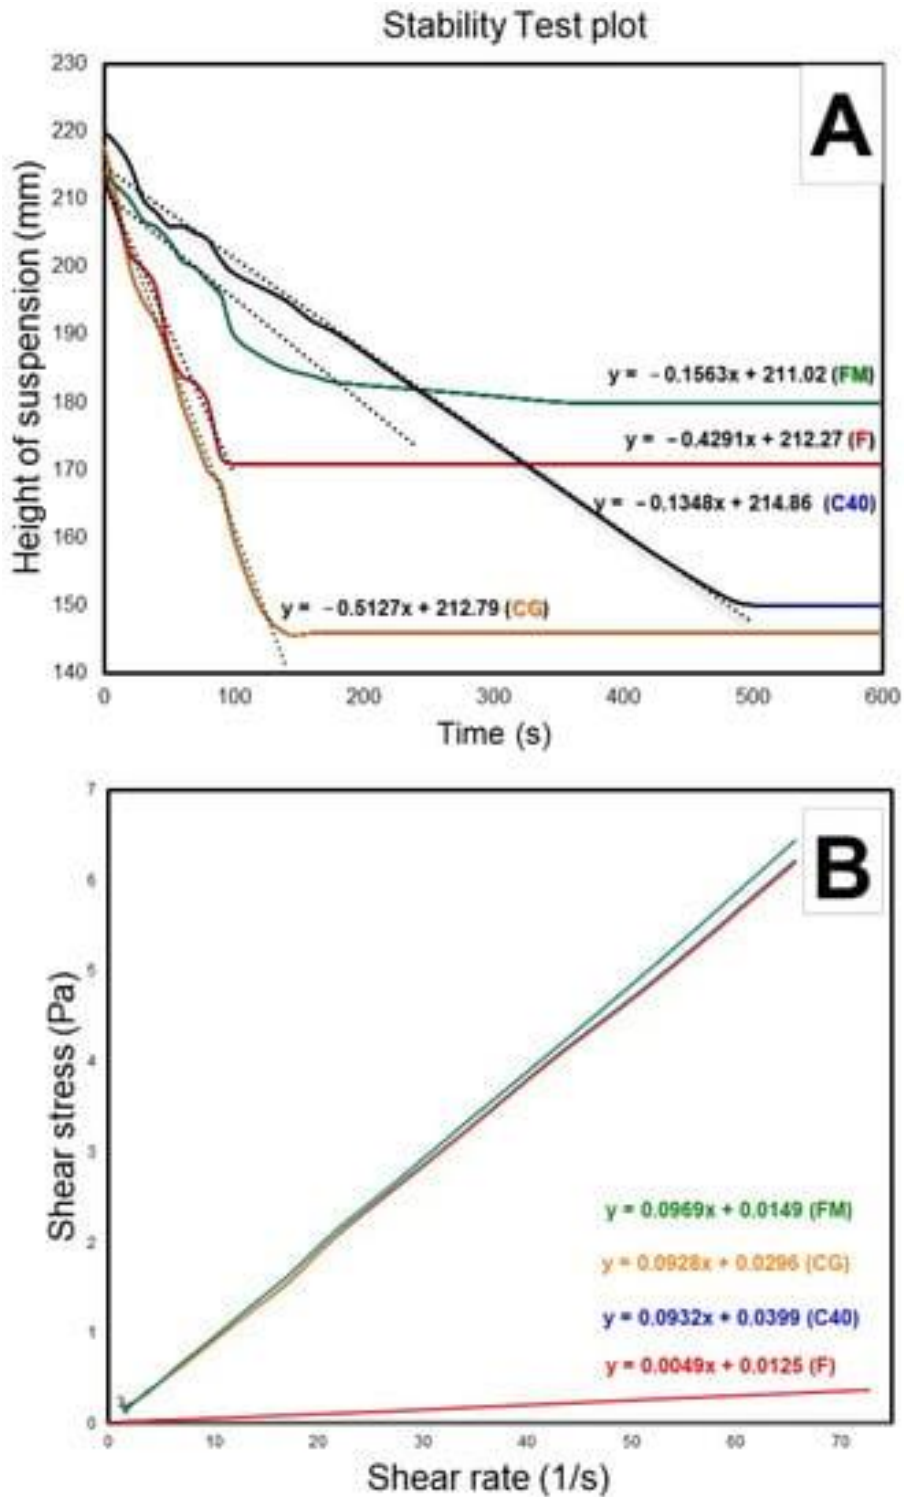 Stability Test plot
A
230
220
210
200
190
180
170
160
150
140
Height of suspension (mm)
y = −0.1563x + 211.02 (FM)
y = −0.4291x + 212.27 (F)
y = −0.1348x + 214.86 (C40)
y = −0.5127x + 212.79 (CG)
0 100 200 300 400 500 600
Time (s)
B
7
6
5
4
3
2
1
0
Shear stress (Pa)
y = 0.0969x + 0.0149 (FM)
y = 0.0928x + 0.0296 (CG)
y = 0.0932x + 0.0399 (C40)
y = 0.0049x + 0.0125 (F)
0 10 20 30 40 50 60 70
Shear rate (1/s)